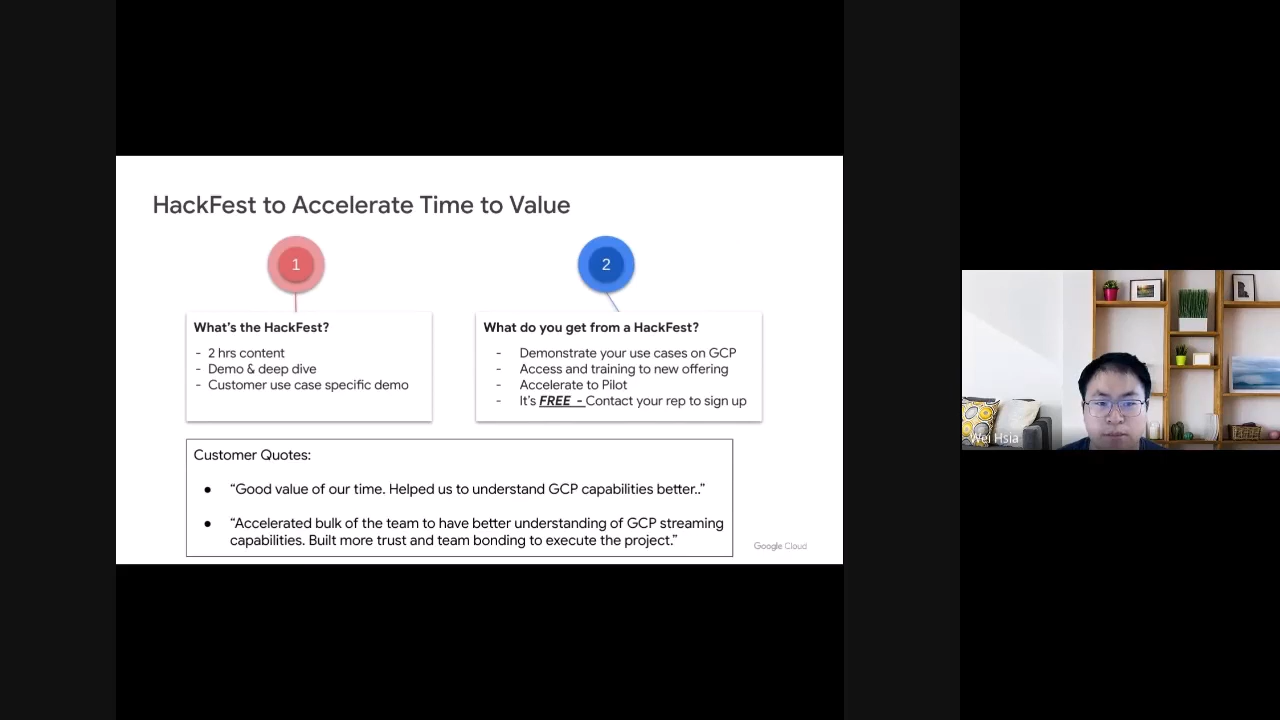 HackFest to Accelerate Time to Value
1
2
What's the HackFest?
- 2 hrs content
- Demo & deep dive
- Customer use case specific demo
What do you get from a HackFest?
- Demonstrate your use cases on GCP
- Access and training to new offering
- Accelerate to Pilot
- It's FREE - Contact your rep to sign up
Customer Quotes:
● “Good value of our time. Helped us to understand GCP capabilities better..”
● “Accelerated bulk of the team to have better understanding of GCP streaming
capabilities. Built more trust and team bonding to execute the project.”
Google Cloud
Wei Hsia